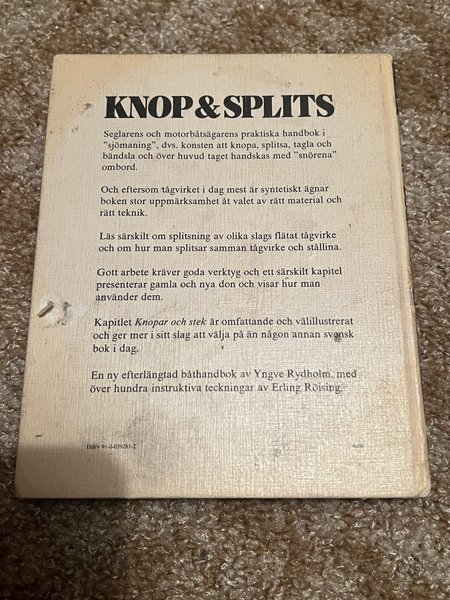 KNOP & SPLITS
Seglarens och motorbåtsägarens praktiska handbok i
"sjömaning", dvs. konsten att knopa, splitsa, tagla och
bändsla och över huvud taget handskas med "snörena"
ombord.
Och eftersom tågvirket i dag mest är syntetiskt ägnar
boken stor uppmärksamhet åt valet av rätt material och
rätt teknik.
Läs särskilt om splitsning av olika slags flätat tågvirke
och om hur man splitsar samman tågvirke och stållina.
Gott arbete kräver goda verktyg och ett särskilt kapitel
presenterar gamla och nya don och visar hur man
använder dem.
Kapitlet Knopar och stek är omfattande och välillustrerat
och ger mer i sitt slag att välja på än någon annan svensk
bok i dag.
En ny efterlängtad båthandbok av Yngve Rydholm, med
över hundra instruktiva teckningar av Erling Röising.
ISBN 91-0-039283-2